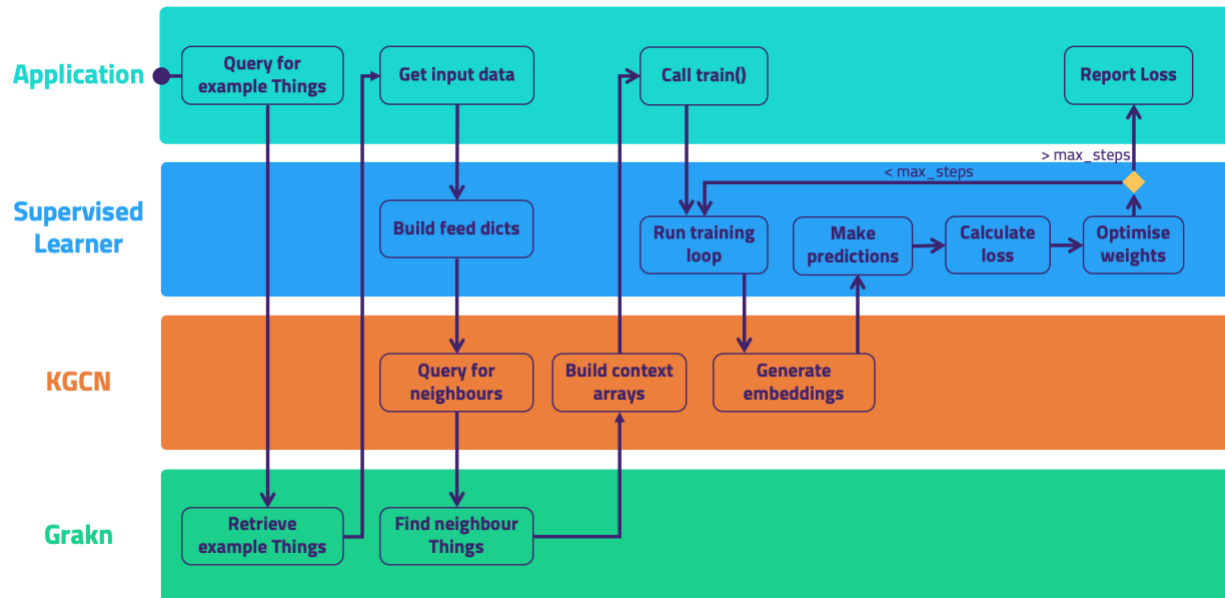 Application
Query for
example Things
Get input data
Call train()
Report Loss
> max_steps
< max_steps
Supervised
Learner
Build feed dicts
Run training
loop
Make
predictions
Calculate
loss
Optimise
weights
KGCN
Query for
neighbours
Build context
arrays
Generate
embeddings
Grakn
Retrieve
example Things
Find neighbour
Things